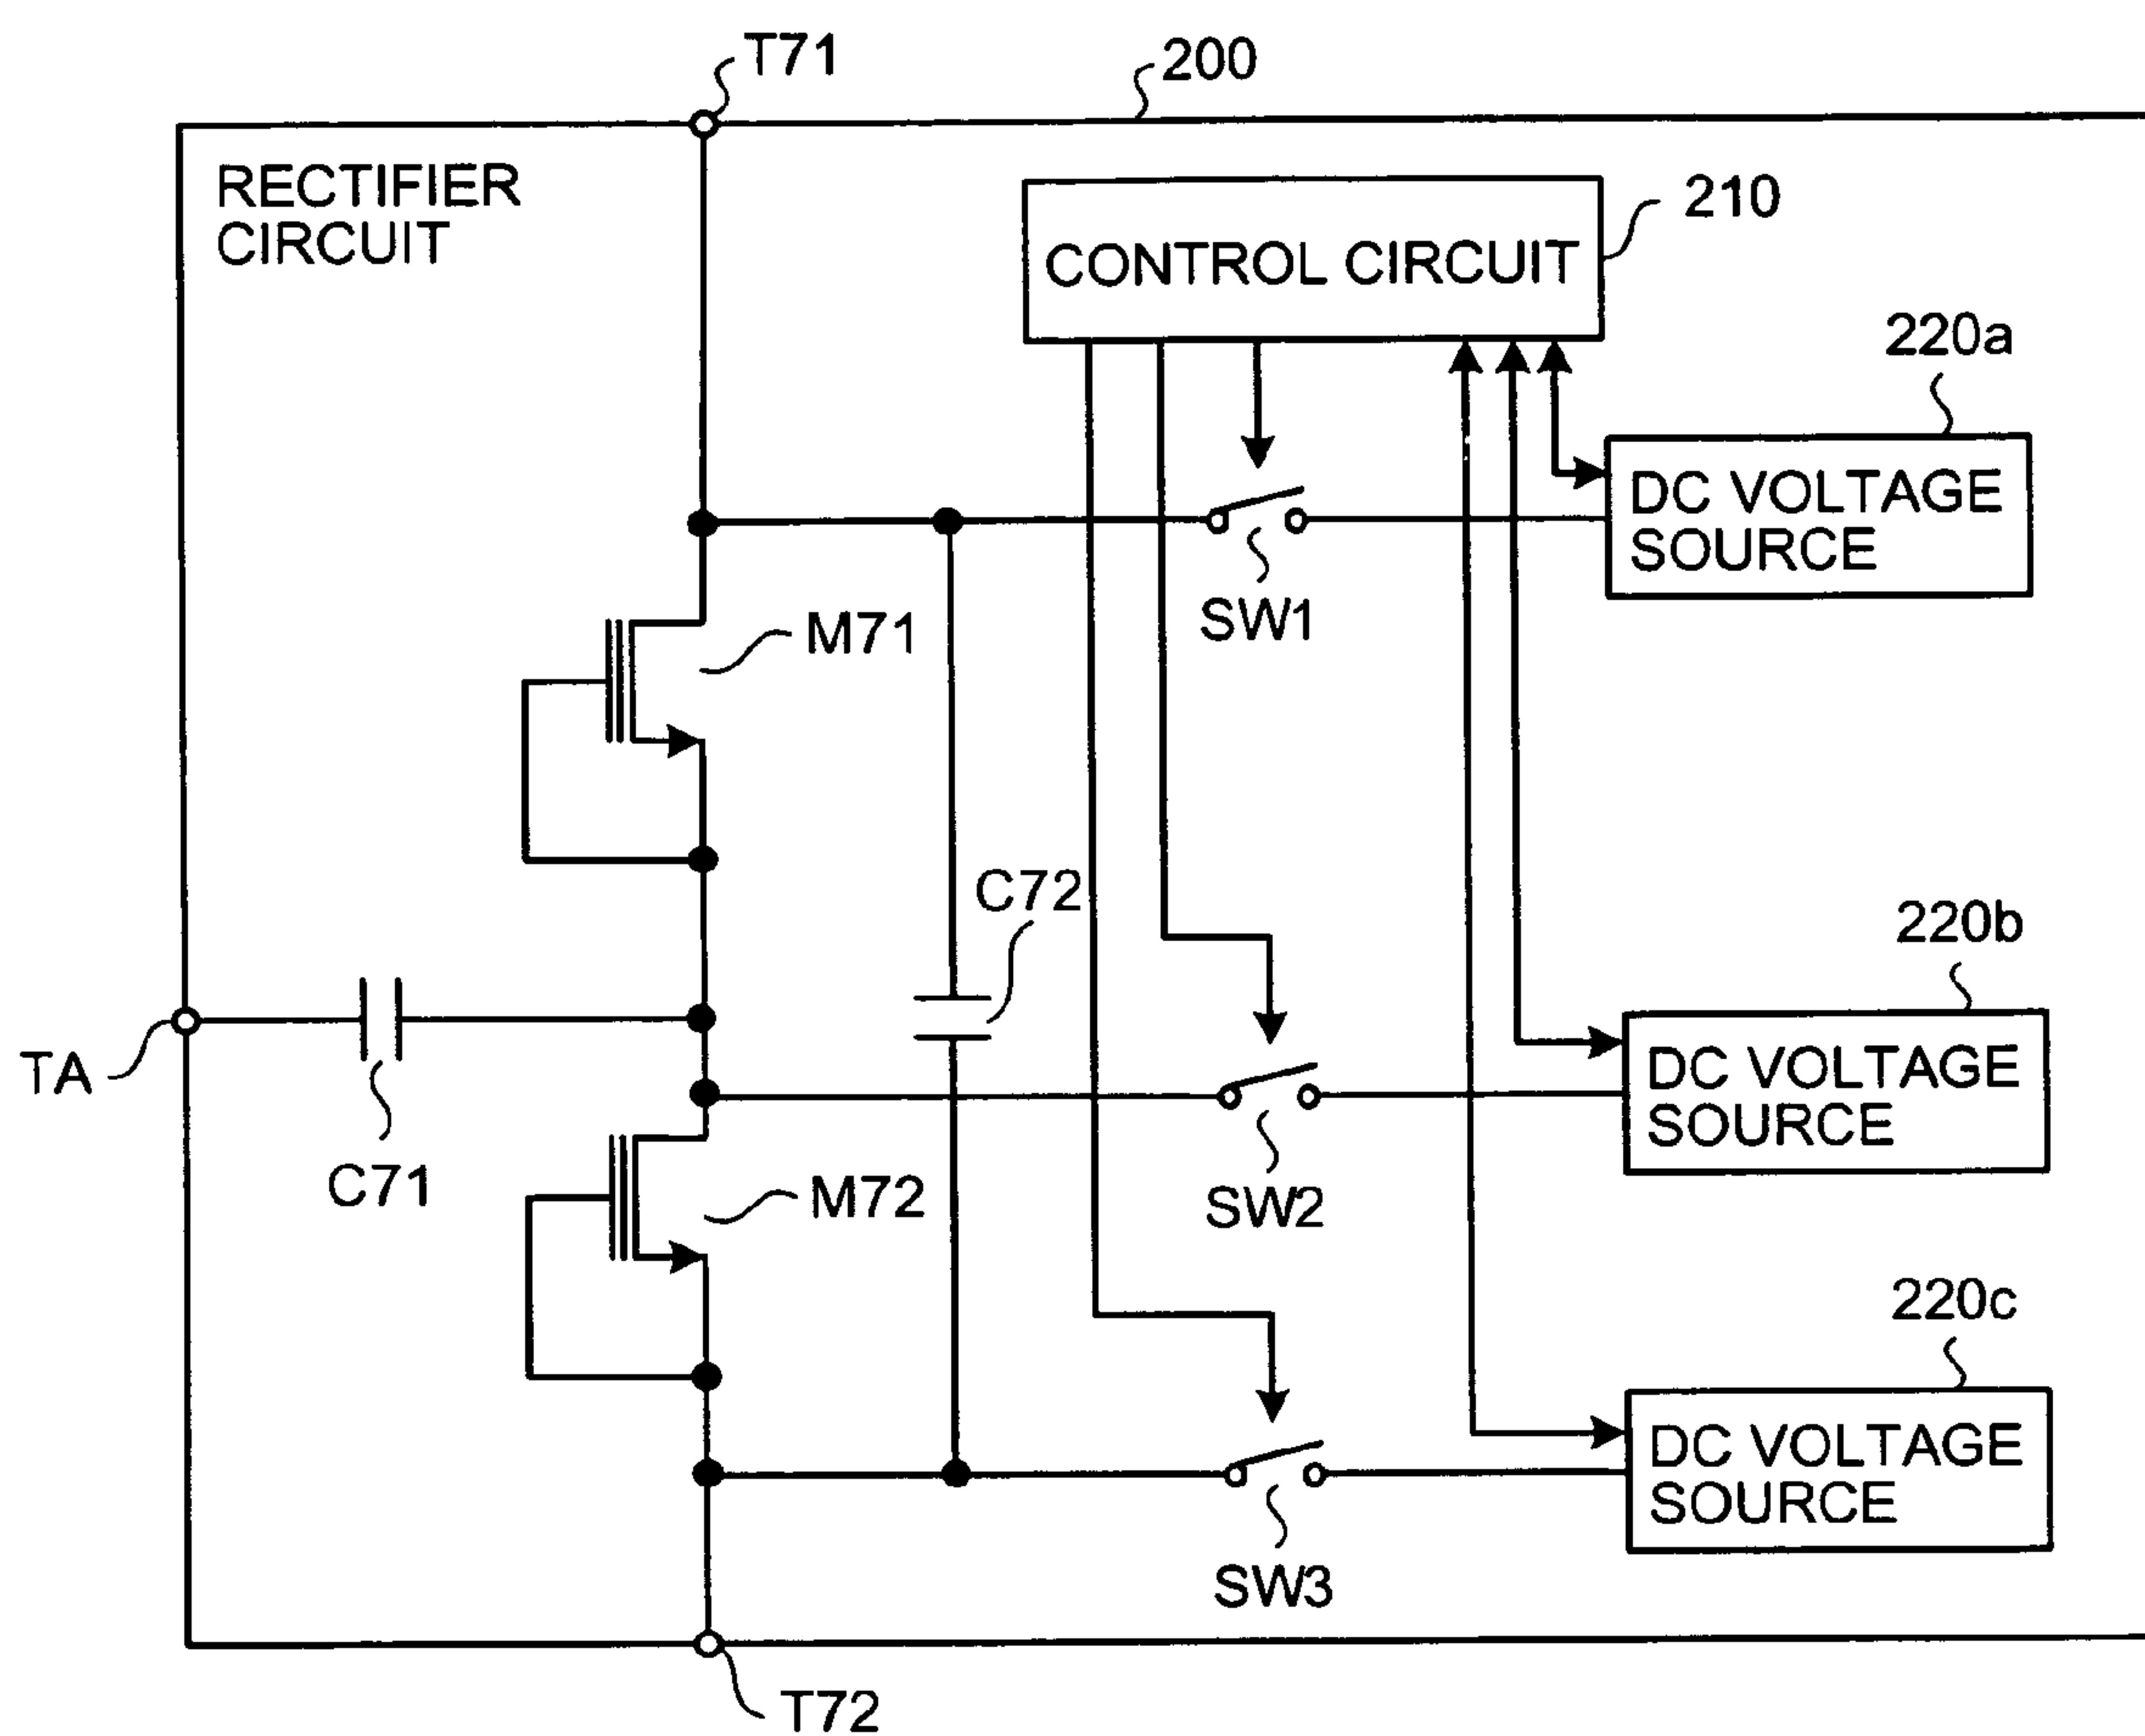 T71
200
RECTIFIER
CIRCUIT
210
CONTROL CIRCUIT
220a
DC VOLTAGE
SOURCE
SW1
M71
C72
220b
TA
DC VOLTAGE
SOURCE
C71
M72
SW2
220c
DC VOLTAGE
SOURCE
SW3
T72